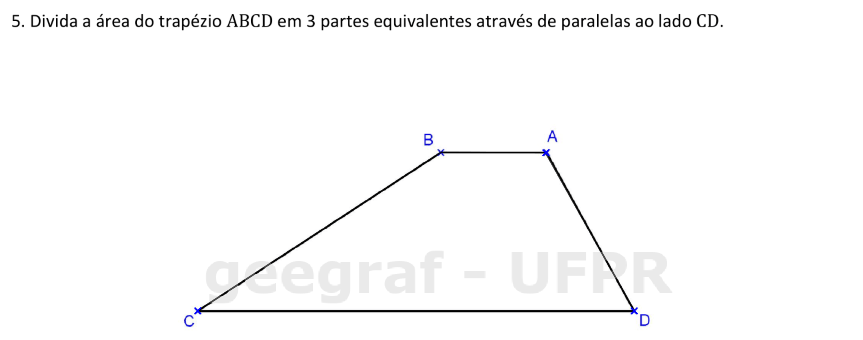 5. Divida a área do trapézio ABCD em 3 partes equivalentes através de paralelas ao lado CD.
B
A
geegraf - UFPR
C
D